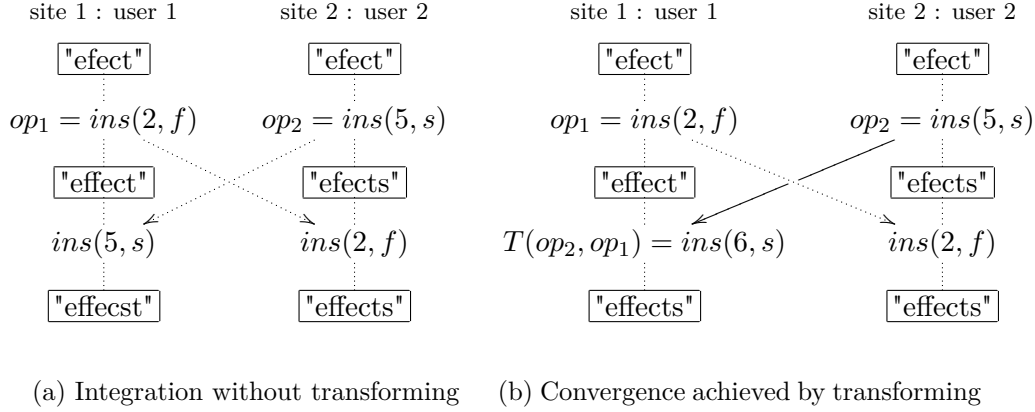 site 1 : user 1 site 2 : user 2 site 1 : user 1 site 2 : user 2
"efect" "efect" "efect" "efect"
op1 = ins(2, f) op2 = ins(5, s) op1 = ins(2, f) op2 = ins(5, s)
"effect" "efects" "effect" "efects"
ins(5, s) ins(2, f) T(op2, op1) = ins(6, s) ins(2, f)
"effecst" "effects" "effects" "effects"
(a) Integration without transforming (b) Convergence achieved by transforming